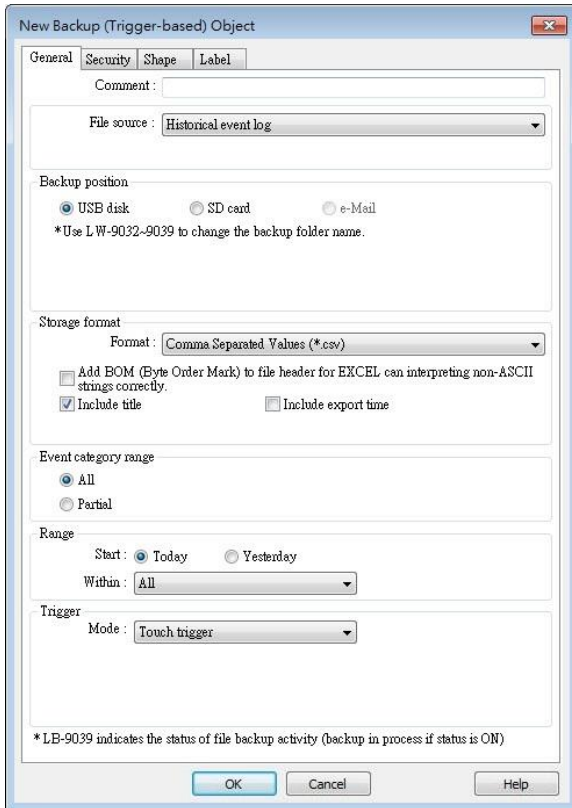 New Backup (Trigger-based) Object
General Security Shape Label
Comment :
File source : Historical event log
Backup position
USB disk SD card e-Mail
*Use LW-9032~9039 to change the backup folder name.
Storage format
Format : Comma Separated Values (*.csv)
Add BOM (Byte Order Mark) to file header for EXCEL can interpreting non-ASCII
strings correctly.
Include title Include export time
Event category range
All
Partial
Range
Start : Today Yesterday
Within : All
Trigger
Mode : Touch trigger
* LB-9039 indicates the status of file backup activity (backup in process if status is ON)
OK Cancel Help